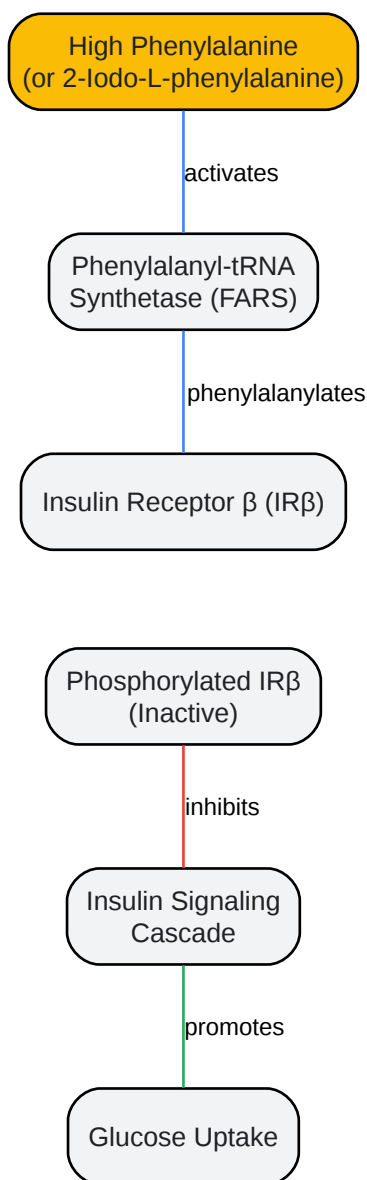 High Phenylalanine
(or 2-Iodo-L-phenylalanine)
activates
Phenylalanyl-tRNA
Synthetase (FARS)
phenylalanylates
Insulin Receptor β (IRβ)
Phosphorylated IRβ
(Inactive)
inhibits
Insulin Signaling
Cascade
promotes
Glucose Uptake